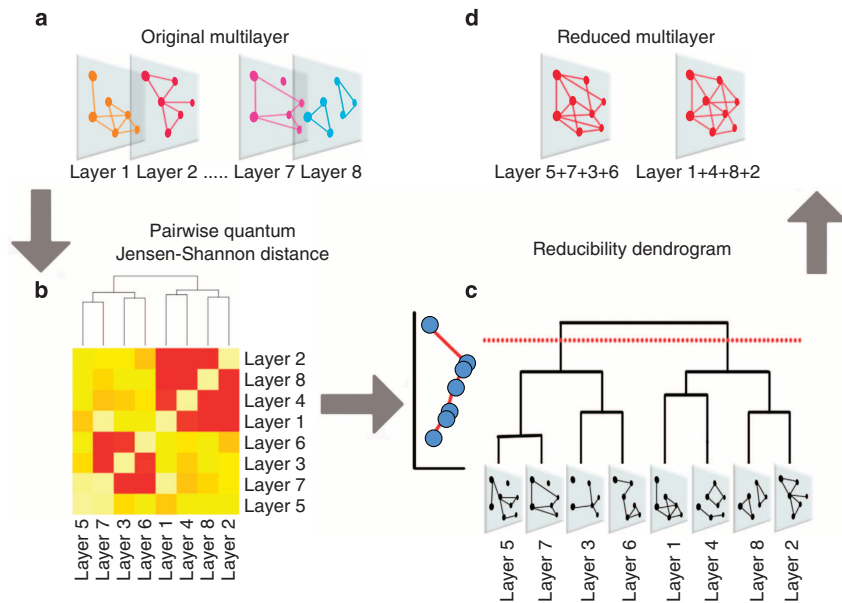 a
Original multilayer
Layer 1 Layer 2 ..... Layer 7 Layer 8
d
Reduced multilayer
Layer 5+7+3+6 Layer 1+4+8+2
Pairwise quantum
Jensen-Shannon distance
b
Layer 2
Layer 8
Layer 4
Layer 1
Layer 6
Layer 3
Layer 7
Layer 5
Layer 5
Layer 7
Layer 3
Layer 6
Layer 1
Layer 4
Layer 8
Layer 2
Reducibility dendrogram
c
Layer 5
Layer 7
Layer 3
Layer 6
Layer 1
Layer 4
Layer 8
Layer 2